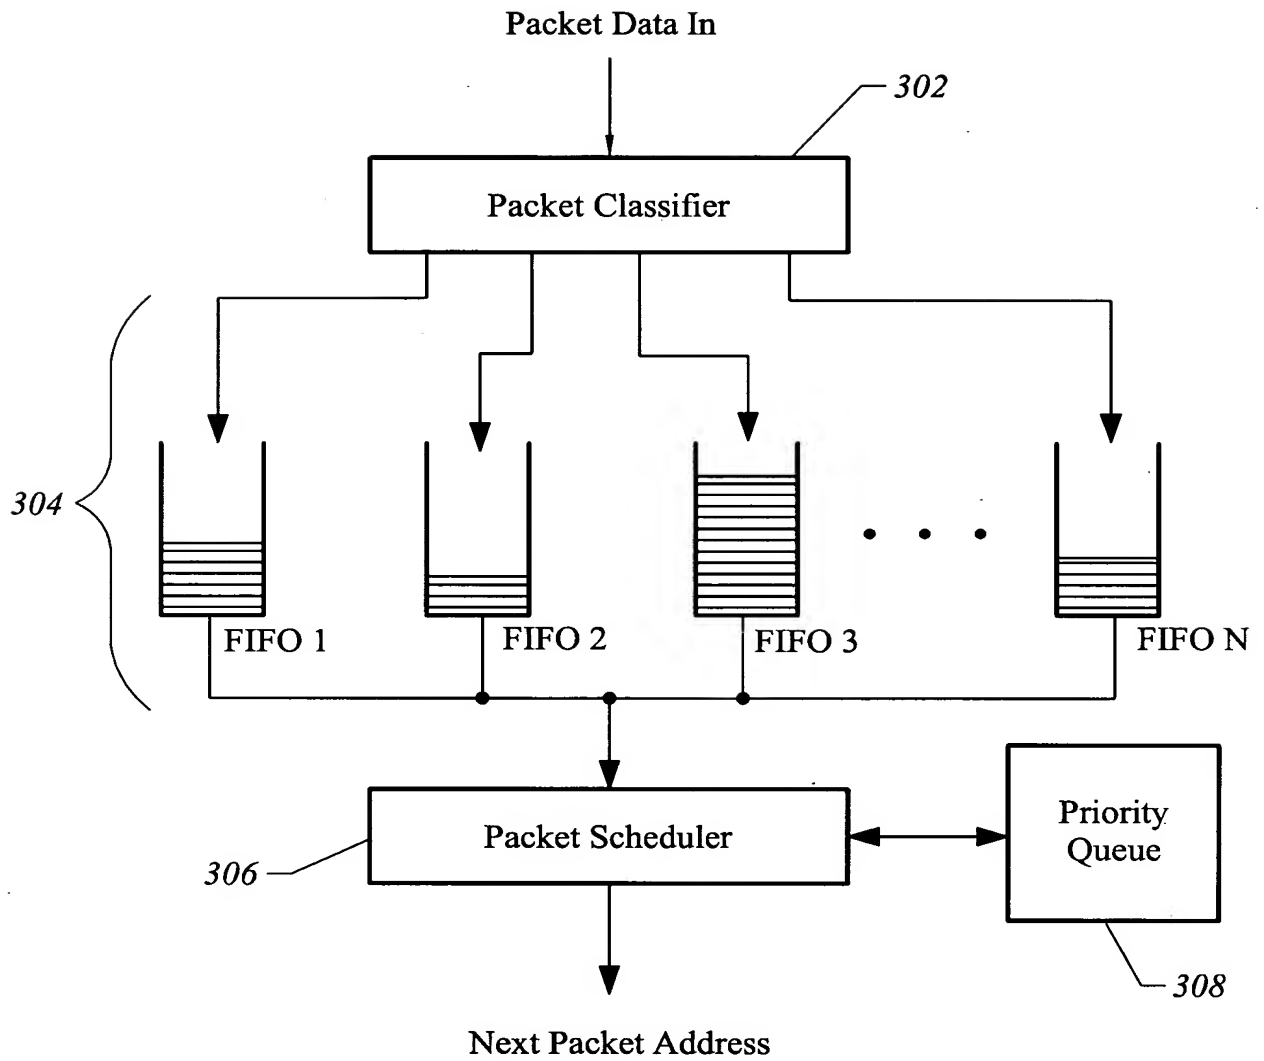 Packet Data In
302
Packet Classifier
304
FIFO 1
FIFO 2
FIFO 3
FIFO N
Packet Scheduler
Priority
Queue
306
308
Next Packet Address